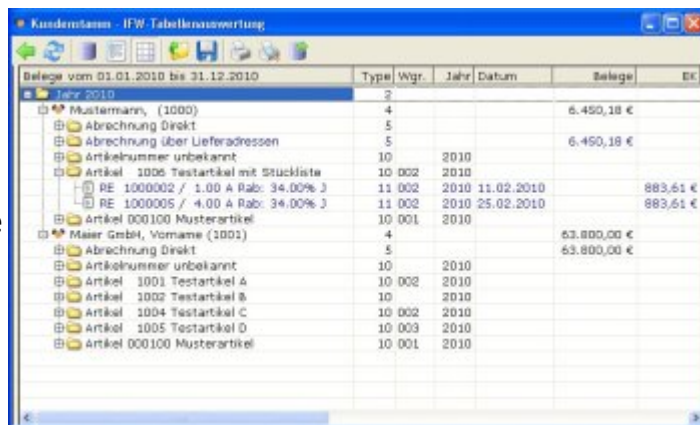 Kundenstamm - IFW-Tabellenauswertung
Belege vom 01.01.2010 bis 31.12.2010 Type Wgr. Jahr Datum Belege EK
Jahr 2010 2
Mustermann, (1000) 4 6.450,18 €
Abrechnung Direkt 5
Abrechnung über Lieferadressen 5 6.450,18 €
Artikelnummer unbekannt 10 2010
Artikel 1006 Testartikel mit Stückliste 10 002 2010
RE 1000002 / 1.00 A Rab: 34.00% J 11 002 2010 11.02.2010 883,61 €
RE 1000005 / 4.00 A Rab: 34.00% J 11 002 2010 25.02.2010 883,61 €
Artikel 000100 Musterartikel 10 001 2010
Maier GmbH, Vorname (1001) 4 63.800,00 €
Abrechnung Direkt 5 63.800,00 €
Artikelnummer unbekannt 10 2010
Artikel 1001 Testartikel A 10 002 2010
Artikel 1002 Testartikel B 10 2010
Artikel 1004 Testartikel C 10 002 2010
Artikel 1005 Testartikel D 10 003 2010
Artikel 000100 Musterartikel 10 001 2010